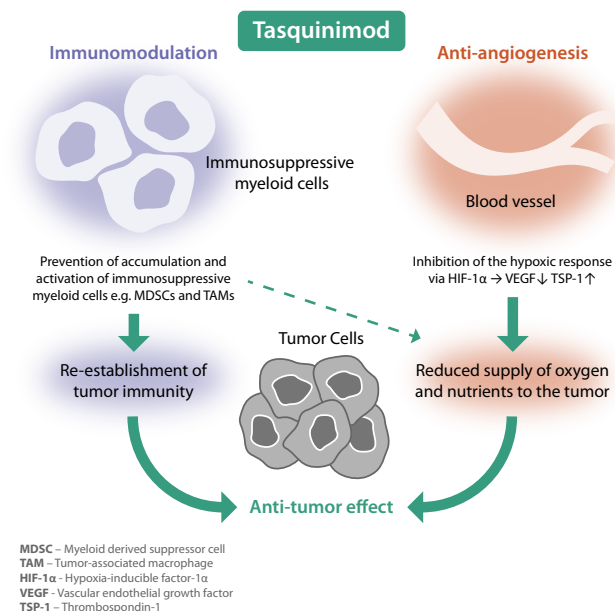 Tasquinimod
Immunomodulation
Anti-angiogenesis
Immunosuppressive
myeloid cells
Blood vessel
Prevention of accumulation and
activation of immunosuppressive
myeloid cells e.g. MDSCs and TAMs
Inhibition of the hypoxic response
via HIF-1α → VEGF↓ TSP-1↑
Tumor Cells
Re-establishment of
tumor immunity
Reduced supply of oxygen
and nutrients to the tumor
Anti-tumor effect
MDSC – Myeloid derived suppressor cell
TAM – Tumor-associated macrophage
HIF-1α - Hypoxia-inducible factor-1α
VEGF - Vascular endothelial growth factor
TSP-1 – Thrombospondin-1